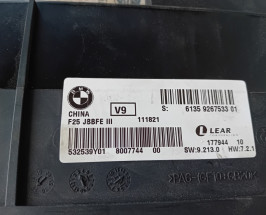 BMW
V9
S: 6135 9267533 01
CHINA
F25 JBBFE III 111821
LEAR
177944 10
532539Y01 8007744 00
SW:9.213.0 HW:7.2.1